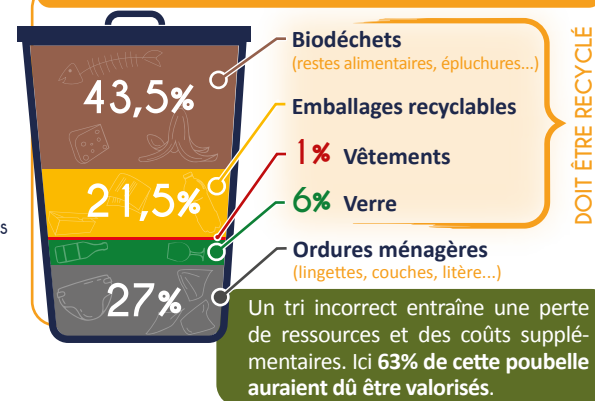 43,5%
21,5%
27%
Biodéchets
(restes alimentaires, épluchures...)
Emballages recyclables
1% Vêtements
6% Verre
Ordures ménagères
(lingettes, couches, litère...)
DOIT ÊTRE RECYCLÉ
Un tri incorrect entraîne une perte
de ressources et des coûts supplé-
mentaires. Ici 63% de cette poubelle
auraient dû être valorisés.